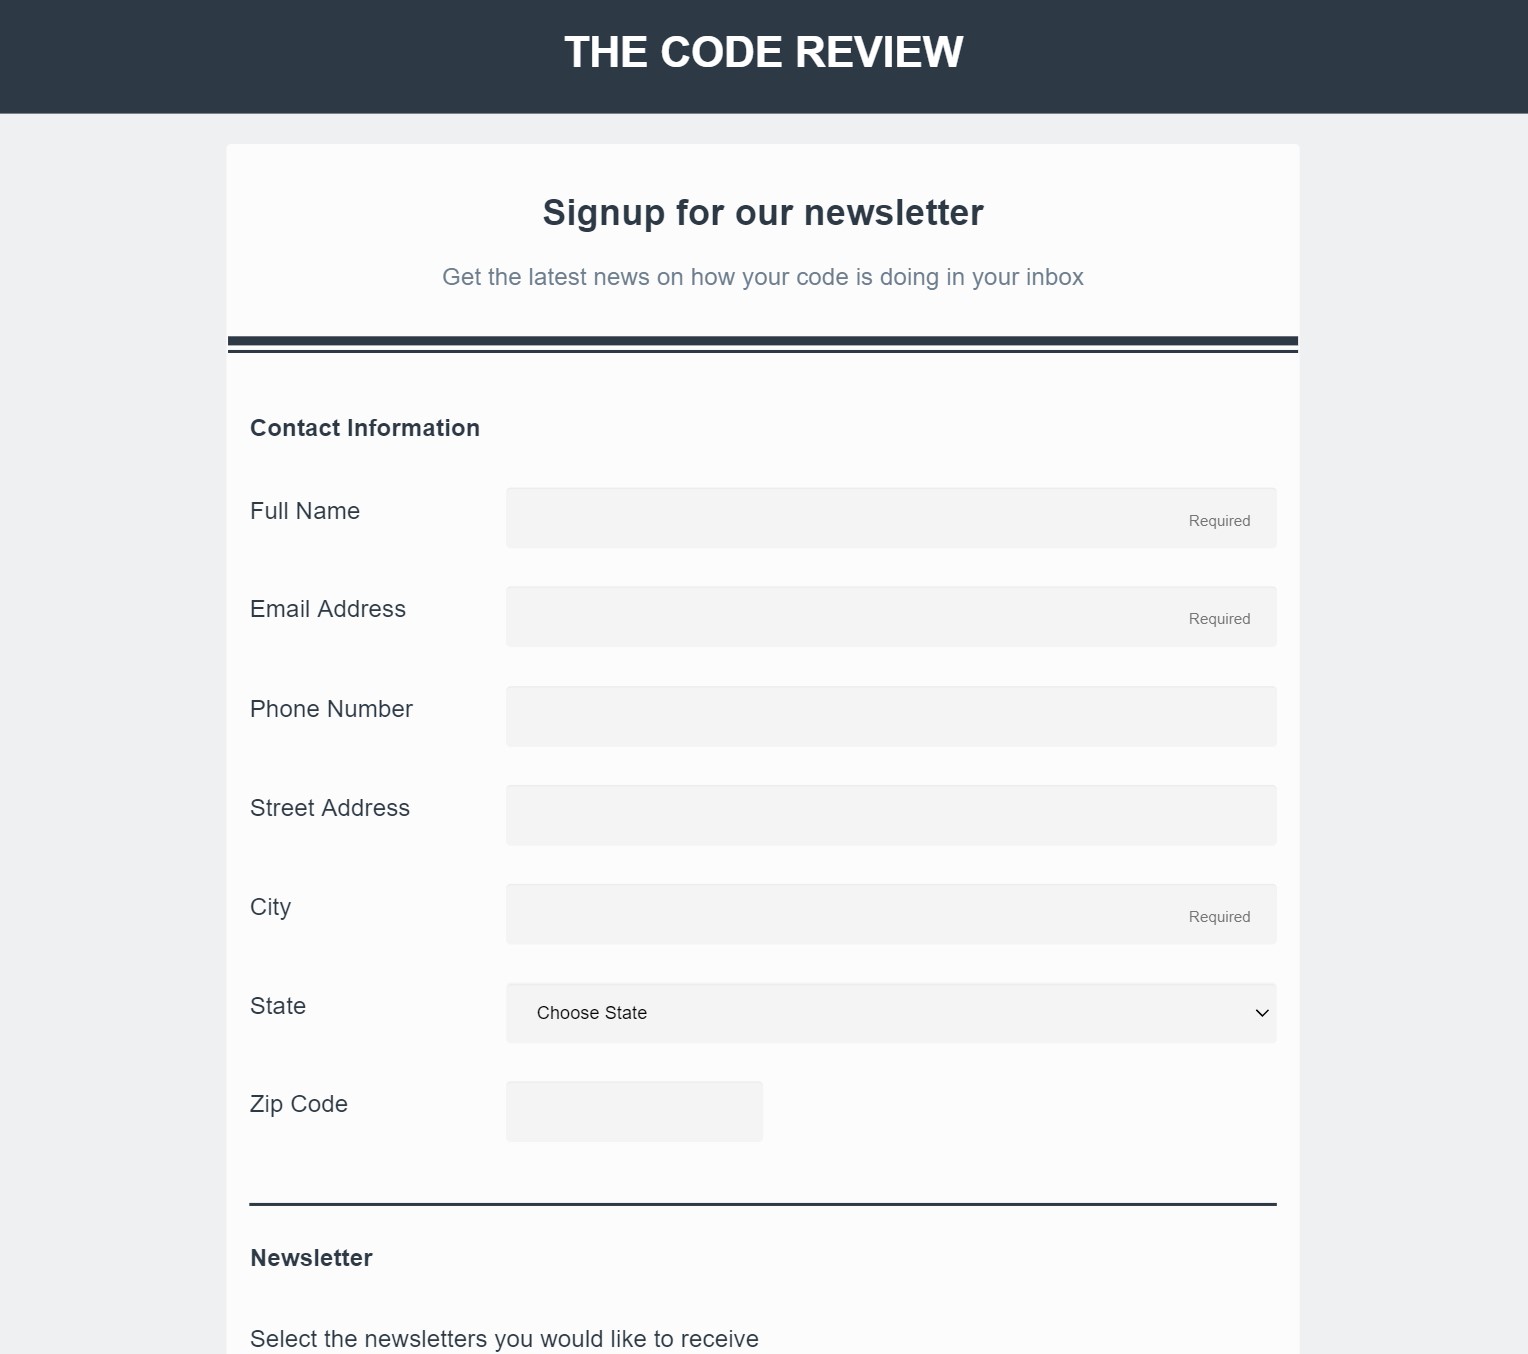 THE CODE REVIEW
Signup for our newsletter
Get the latest news on how your code is doing in your inbox
Contact Information
Full Name
Required
Email Address
Required
Phone Number
Street Address
City
Required
State
Choose State
Zip Code
Newsletter
Select the newsletters you would like to receive